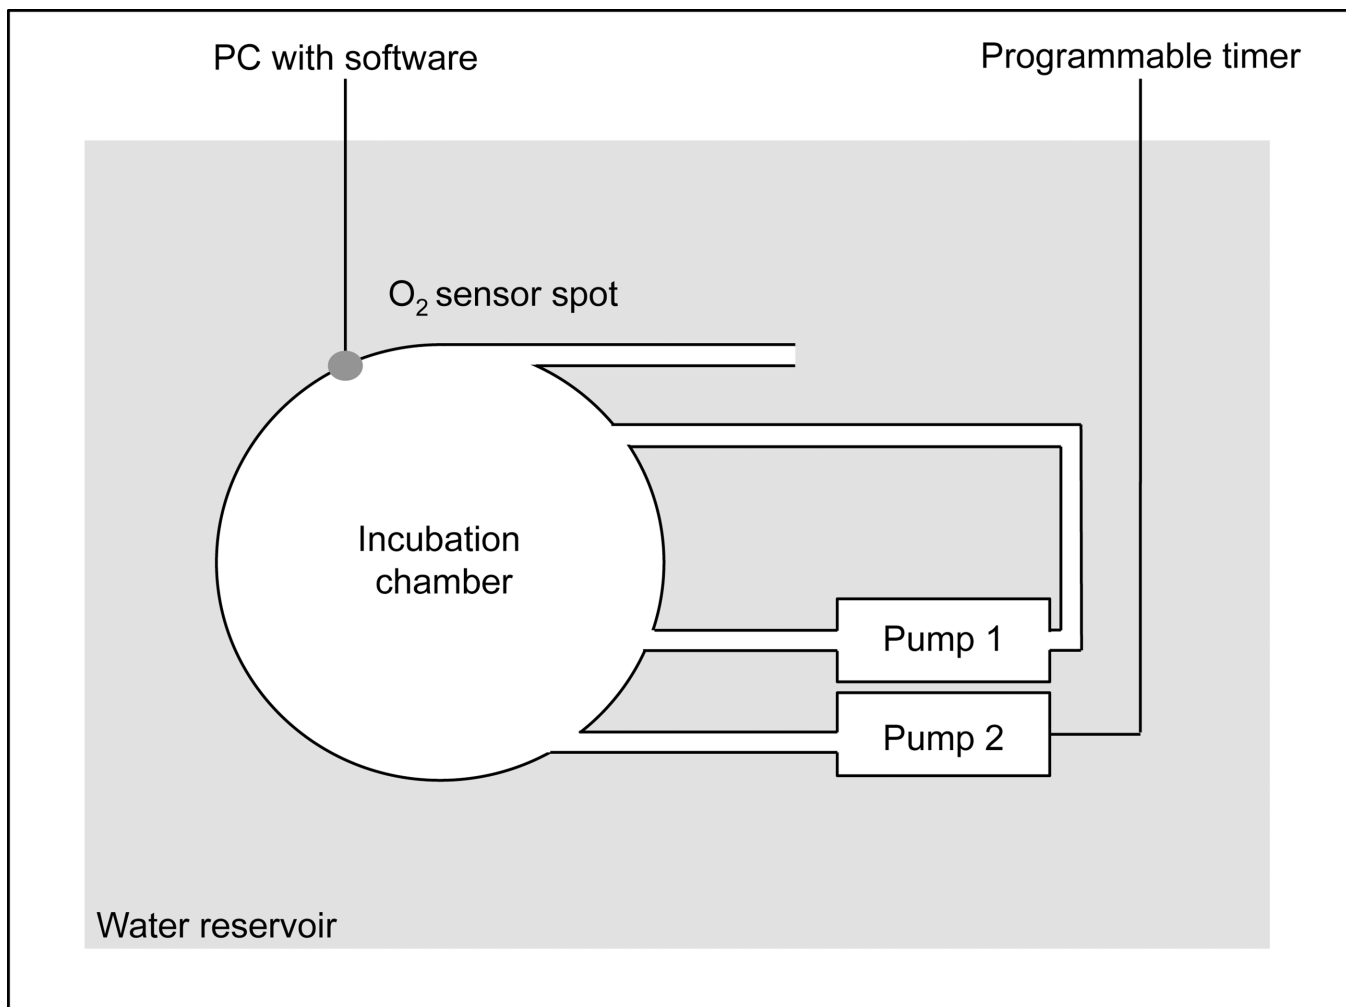 PC with software
Programmable timer
O₂ sensor spot
Incubation
chamber
Pump 1
Pump 2
Water reservoir